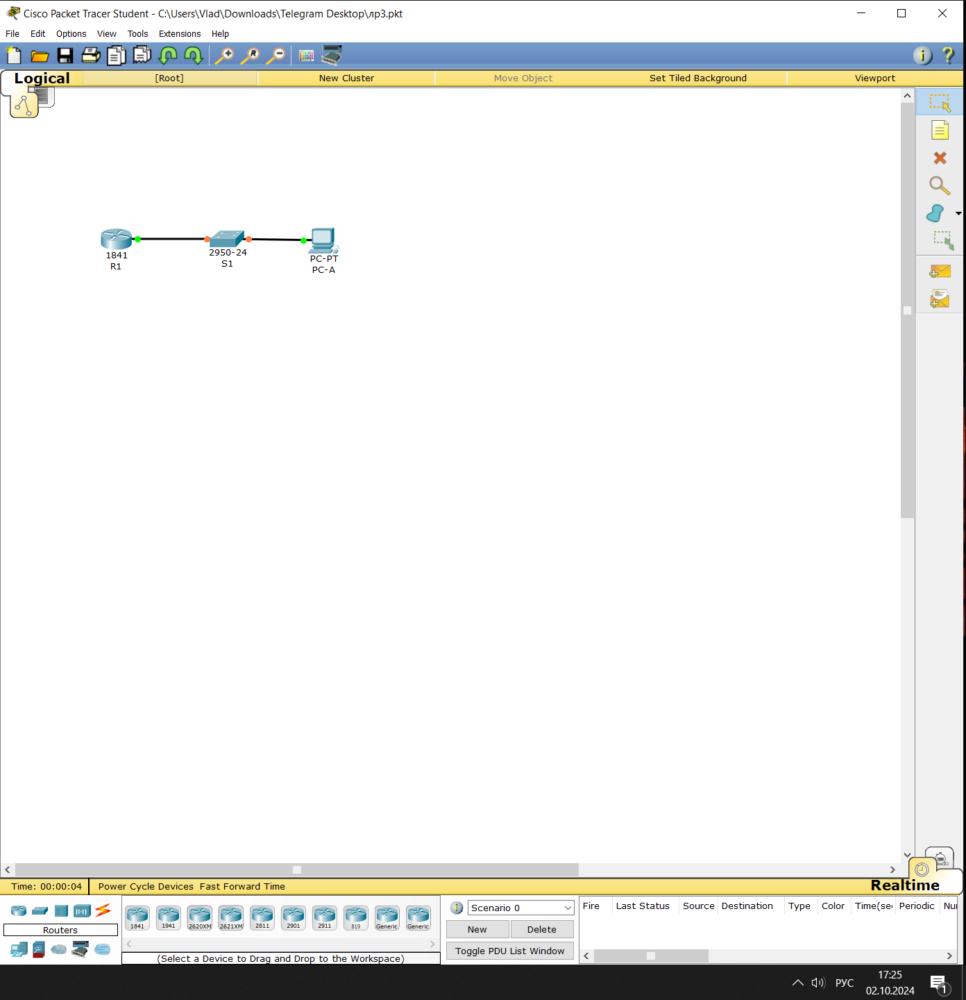 Cisco Packet Tracer Student - C:\Users\Vlad\Downloads\Telegram Desktop\лр3.pkt
File Edit Options View Tools Extensions Help
Logical [Root] New Cluster Move Object Set Tiled Background Viewport
1841
R1
2950-24
S1
PC-PT
PC-A
Realtime
Time: 00:00:04 Power Cycle Devices Fast Forward Time
Routers
1841 1941 2620XM 2621XM 2811 2901 2911 819 Generic Generic
(Select a Device to Drag and Drop to the Workspace)
Scenario 0
New Delete
Toggle PDU List Window
Fire Last Status Source Destination Type Color Time(sec Periodic Nu
17:25
РУС
02.10.2024
1